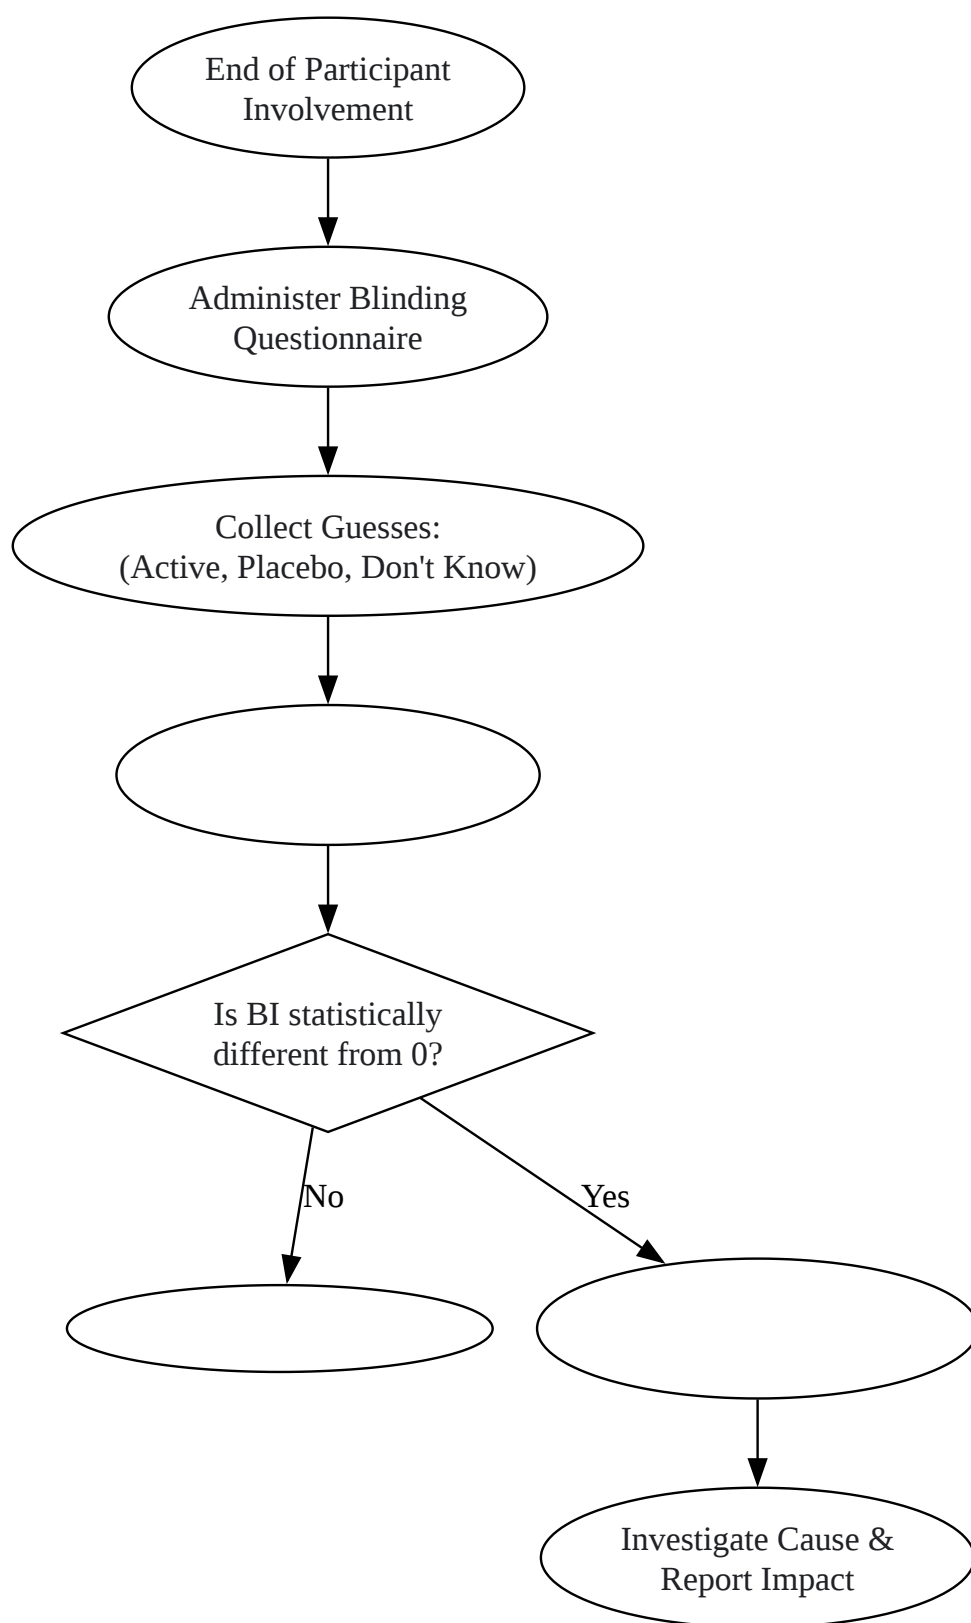 End of Participant
Involvement
Administer Blinding
Questionnaire
Collect Guesses:
(Active, Placebo, Don't Know)
Is BI statistically
different from 0?
No
Yes
Investigate Cause &
Report Impact